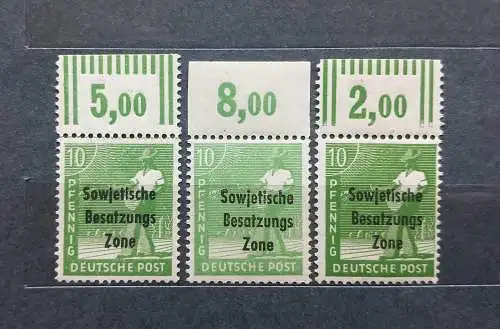 5,00
10
PFENNIG
Sowjetische
Besatzungs
Zone
DEUTSCHE POST
8,00
10
PFENNIG
Sowjetische
Besatzungs
Zone
DEUTSCHE POST
2,00
10
PFENNIG
Sowjetische
Besatzungs
Zone
DEUTSCHE POST